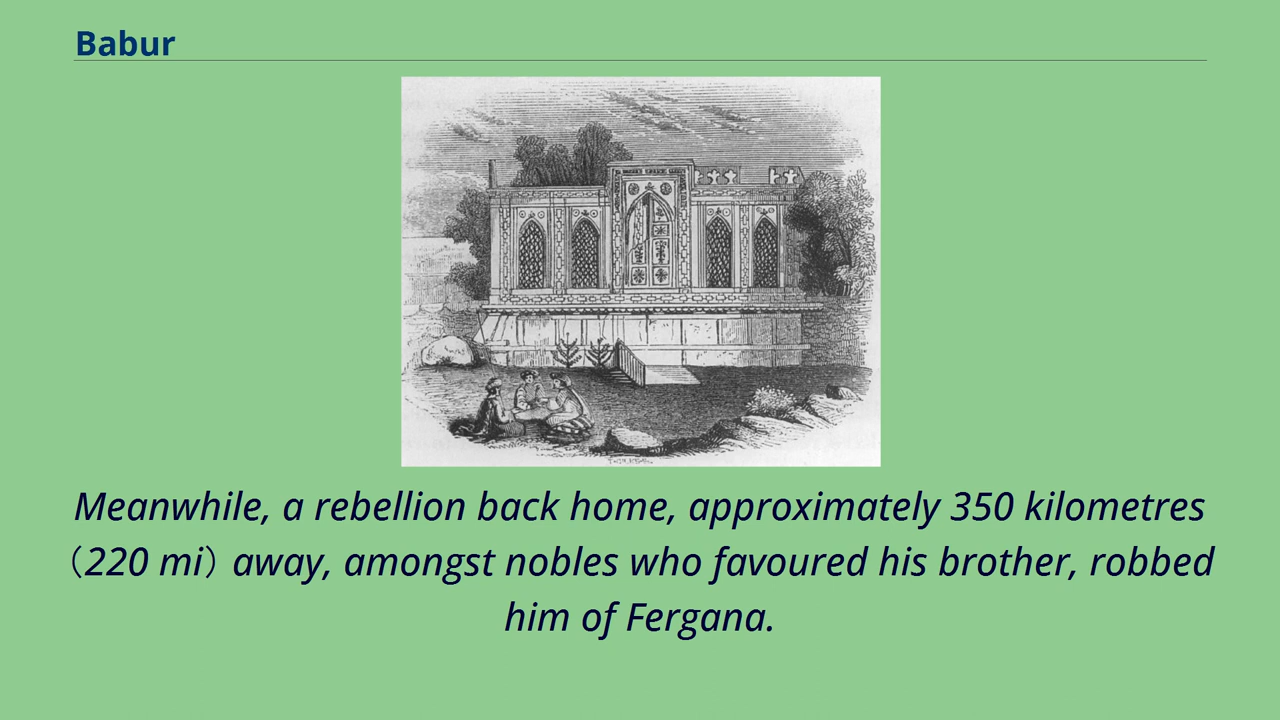 Babur
Meanwhile, a rebellion back home, approximately 350 kilometres
（220 mi） away, amongst nobles who favoured his brother, robbed
him of Fergana.